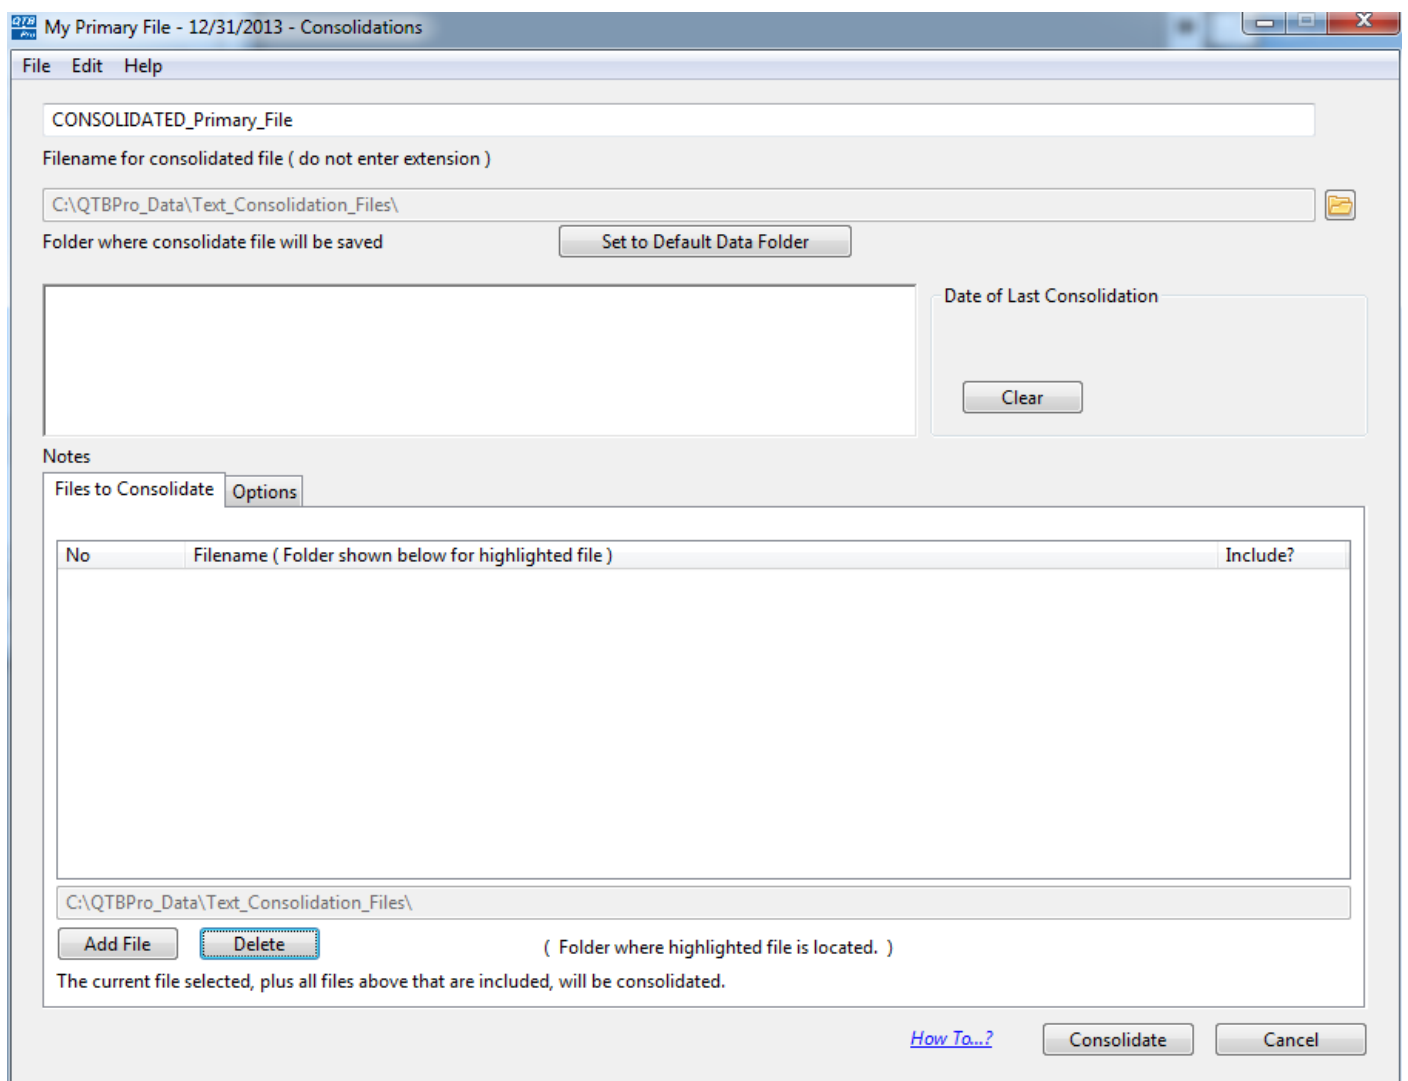 QTB Pro My Primary File - 12/31/2013 - Consolidations
File Edit Help
CONSOLIDATED_Primary_File
Filename for consolidated file ( do not enter extension )
C:\QTBPro_Data\Text_Consolidation_Files\
Folder where consolidate file will be saved Set to Default Data Folder
Date of Last Consolidation
Clear
Notes
Files to Consolidate Options
No Filename ( Folder shown below for highlighted file ) Include?
C:\QTBPro_Data\Text_Consolidation_Files\
Add File Delete ( Folder where highlighted file is located. )
The current file selected, plus all files above that are included, will be consolidated.
How To...? Consolidate Cancel